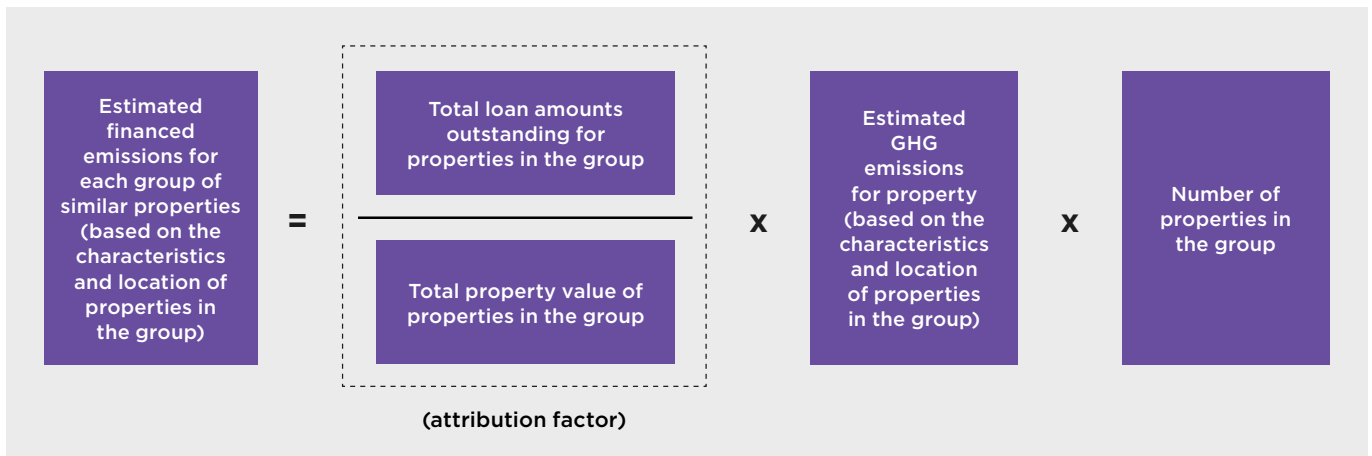 Estimated
financed
emissions for
each group of
similar properties
(based on the
characteristics
and location of
properties in
the group)
=
Total loan amounts
outstanding for
properties in the group
Total property value of
properties in the group
(attribution factor)
x
Estimated
GHG
emissions
for property
(based on the
characteristics
and location
of properties
in the group)
x
Number of
properties in
the group